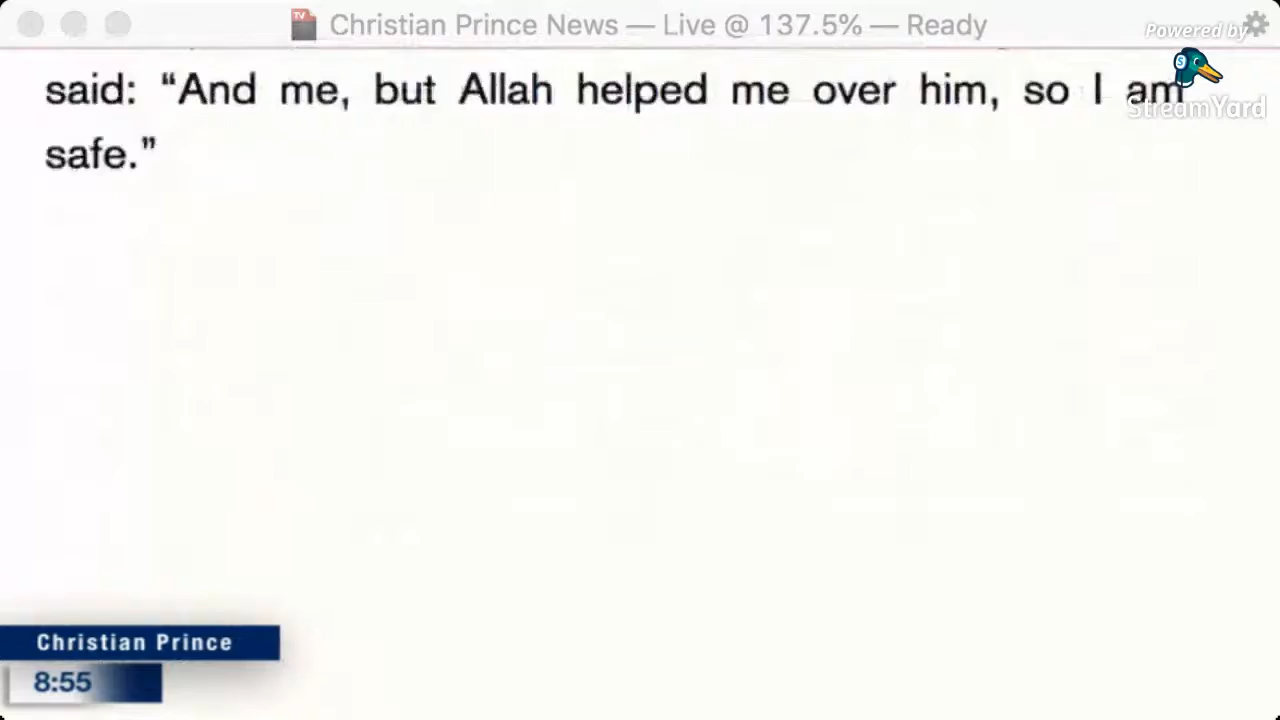 Christian Prince News — Live @ 137.5% — Ready
Powered by
StreamYard
said: “And me, but Allah helped me over him, so I am
safe.”
Christian Prince
8:55